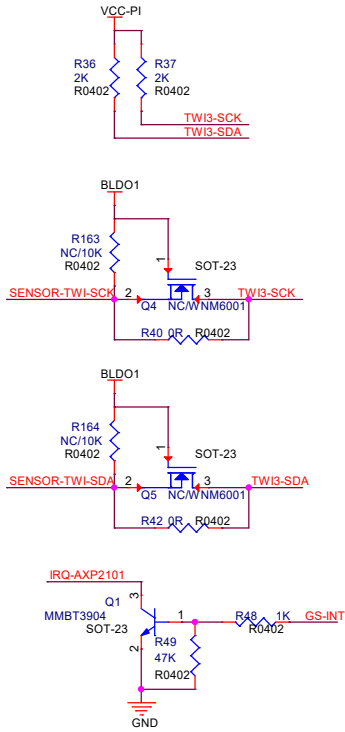 VCC-PI
R36
2K
R0402
R37
2K
R0402
TWI3-SCK
TWI3-SDA
BLDO1
R163
NC/10K
R0402
1
SOT-23
SENSOR-TWI-SCK
2
3
TWI3-SCK
Q4
NC/WNM6001
R40 0R R0402
BLDO1
R164
NC/10K
R0402
1
SOT-23
SENSOR-TWI-SDA
2
3
TWI3-SDA
Q5
NC/WNM6001
R42 0R R0402
IRQ-AXP2101
3
Q1
MMBT3904
SOT-23
1
2
R48 1K
R0402
GS-INT
R49
47K
R0402
GND